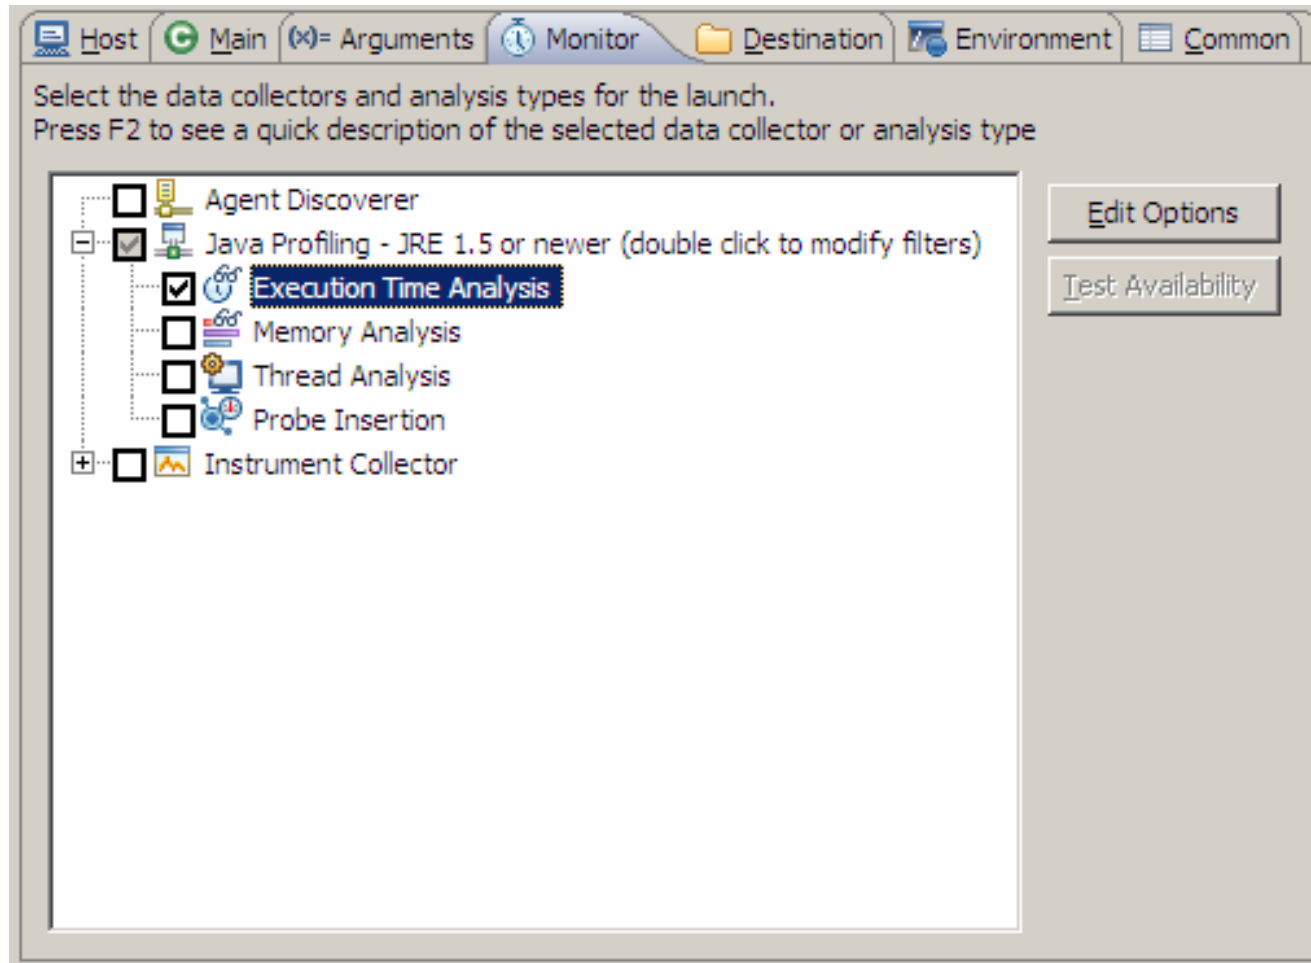 Host Main (x)= Arguments Monitor Destination Environment Common
Select the data collectors and analysis types for the launch.
Press F2 to see a quick description of the selected data collector or analysis type
Agent Discoverer
Edit Options
Java Profiling - JRE 1.5 or newer (double click to modify filters)
Execution Time Analysis
Test Availability
Memory Analysis
Thread Analysis
Probe Insertion
Instrument Collector